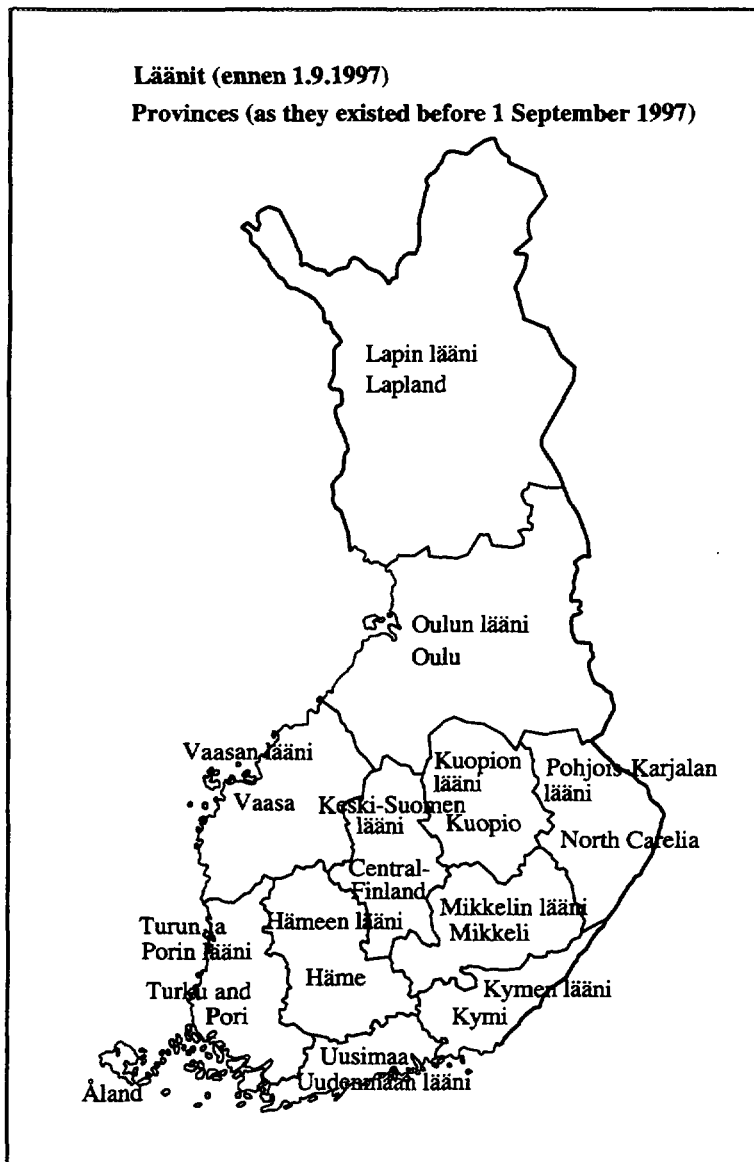 Läänit (ennen 1.9.1997)
Provinces (as they existed before 1 September 1997)
Lapin lääni
Lapland
Oulun lääni
Oulu
Vaasan lääni
Vaasa
Keski-Suomen
lääni
Central-
Finland
Kuopion
lääni
Kuopio
Pohjois-Karjalan
lääni
North Carelia
Turun ja
Porin lääni
Turku and
Pori
Hämeen lääni
Häme
Mikkelin lääni
Mikkeli
Kymen lääni
Kymi
Uusimaa
Uudenmaan lääni
Åland